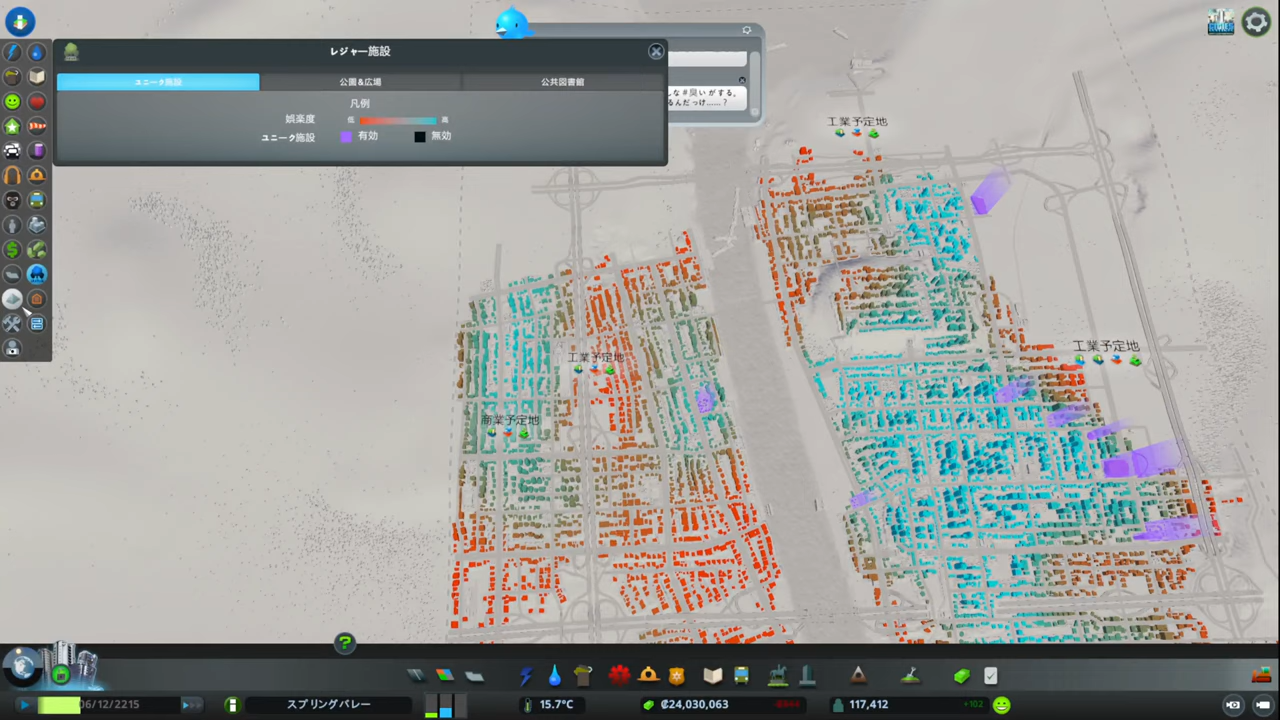 レジャー施設
ユニーク施設
公園&広場
公共図書館
凡例
娯楽度
低
高
ユニーク施設
有効
無効
しな#臭いがする。
るんだっけ……?
工業予定地
工業予定地
工業予定地
商業予定地
?
06/12/2215
スプリングバレー
15.7°C
₡24,030,063
117,412
+102